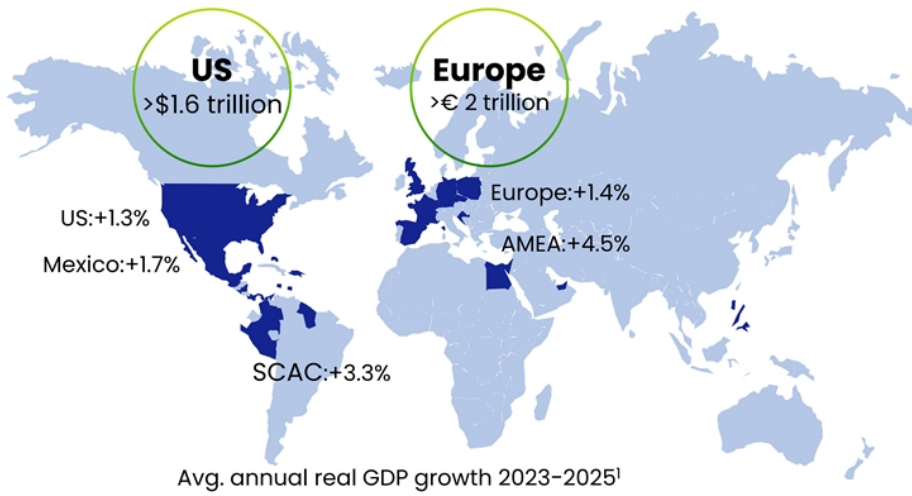 US
>$1.6 trillion
Europe
>€ 2 trillion
US:+1.3%
Mexico:+1.7%
Europe:+1.4%
AMEA:+4.5%
SCAC:+3.3%
Avg. annual real GDP growth 2023-2025¹